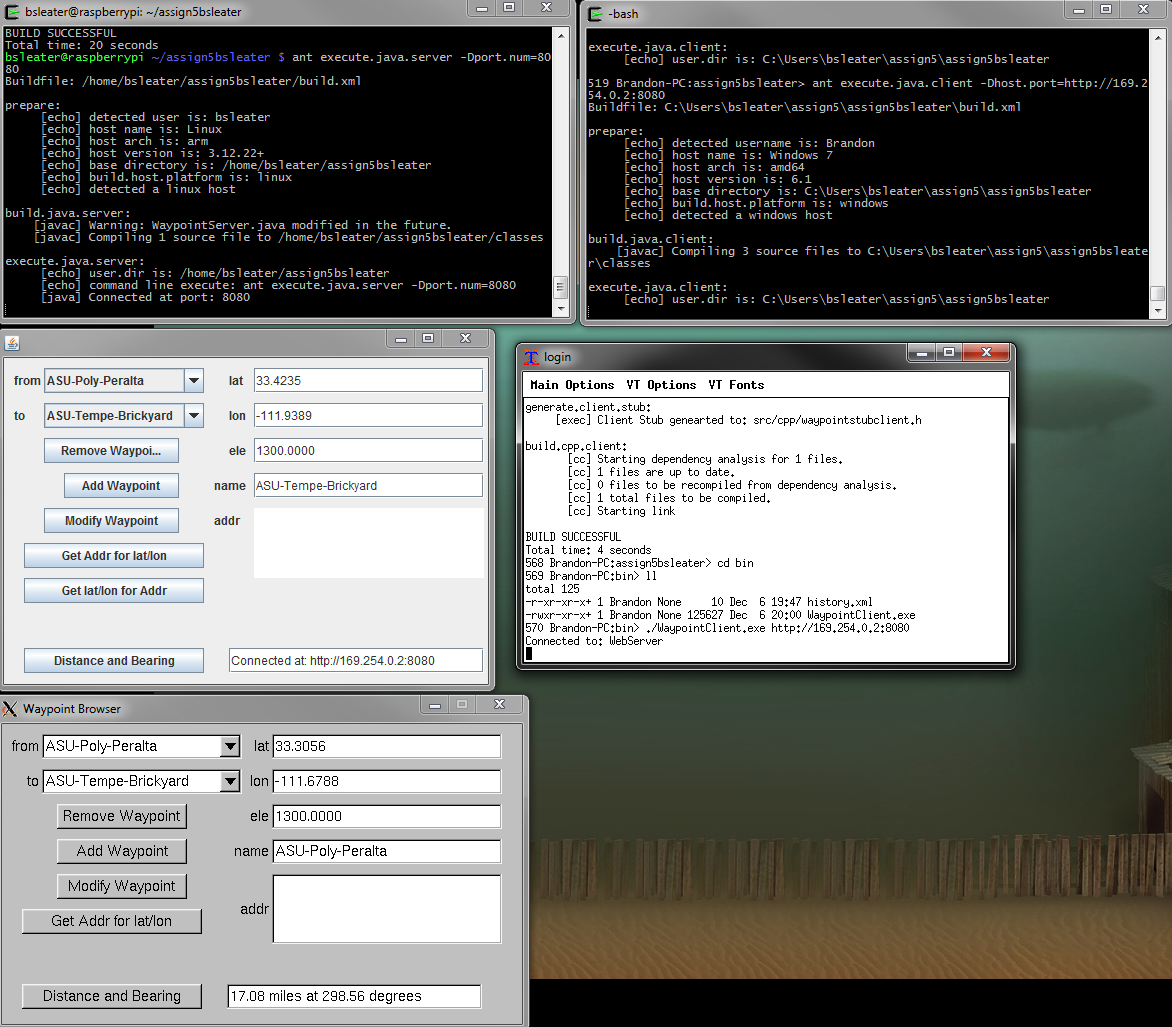 bsleater@raspberrypi: ~/assign5bsleater
BUILD SUCCESSFUL
Total time: 20 seconds
bsleater@raspberrypi ~/assign5bsleater $ ant execute.java.server -Dport.num=80
80
Buildfile: /home/bsleater/assign5bsleater/build.xml
prepare:
[echo] detected user is: bsleater
[echo] host name is: Linux
[echo] host arch is: arm
[echo] host version is: 3.12.22+
[echo] base directory is: /home/bsleater/assign5bsleater
[echo] build.host.platform is: linux
[echo] detected a linux host
build.java.server:
[javac] Warning: WaypointServer.java modified in the future.
[javac] Compiling 1 source file to /home/bsleater/assign5bsleater/classes
execute.java.server:
[echo] user.dir is: /home/bsleater/assign5bsleater
[echo] command line execute: ant execute.java.server -Dport.num=8080
[java] Connected at port: 8080
-bash
execute.java.client:
[echo] user.dir is: C:\Users\bsleater\assign5\assign5bsleater
519 Brandon-PC:assign5bsleater> ant execute.java.client -Dhost.port=http://169.2
54.0.2:8080
Buildfile: C:\Users\bsleater\assign5\assign5bsleater\build.xml
prepare:
[echo] detected username is: Brandon
[echo] host name is: Windows 7
[echo] host arch is: amd64
[echo] host version is: 6.1
[echo] base directory is: C:\Users\bsleater\assign5\assign5bsleater
[echo] build.host.platform is: windows
[echo] detected a windows host
build.java.client:
[javac] Compiling 3 source files to C:\Users\bsleater\assign5\assign5bsleate
r\classes
execute.java.client:
[echo] user.dir is: C:\Users\bsleater\assign5\assign5bsleater
from ASU-Poly-Peralta lat 33.4235
to ASU-Tempe-Brickyard lon -111.9389
Remove Waypoi... ele 1300.0000
Add Waypoint name ASU-Tempe-Brickyard
Modify Waypoint addr
Get Addr for lat/lon
Get lat/lon for Addr
Distance and Bearing Connected at: http://169.254.0.2:8080
login
Main Options VT Options VT Fonts
generate.client.stub:
[exec] Client Stub genearted to: src/cpp/waypointstubclient.h
build.cpp.client:
[cc] Starting dependency analysis for 1 files.
[cc] 1 files are up to date.
[cc] 0 files to be recompiled from dependency analysis.
[cc] 1 total files to be compiled.
[cc] Starting link
BUILD SUCCESSFUL
Total time: 4 seconds
568 Brandon-PC:assign5bsleater> cd bin
569 Brandon-PC:bin> ll
total 125
-r-xr-xr-x+ 1 Brandon None 10 Dec 6 19:47 history.xml
-rwxr-xr-x+ 1 Brandon None 125627 Dec 6 20:00 WaypointClient.exe
570 Brandon-PC:bin> ./WaypointClient.exe http://169.254.0.2:8080
Connected to: WebServer
Waypoint Browser
from ASU-Poly-Peralta lat 33.3056
to ASU-Tempe-Brickyard lon -111.6788
Remove Waypoint ele 1300.0000
Add Waypoint name ASU-Poly-Peralta
Modify Waypoint
addr
Get Addr for lat/lon
Distance and Bearing 17.08 miles at 298.56 degrees